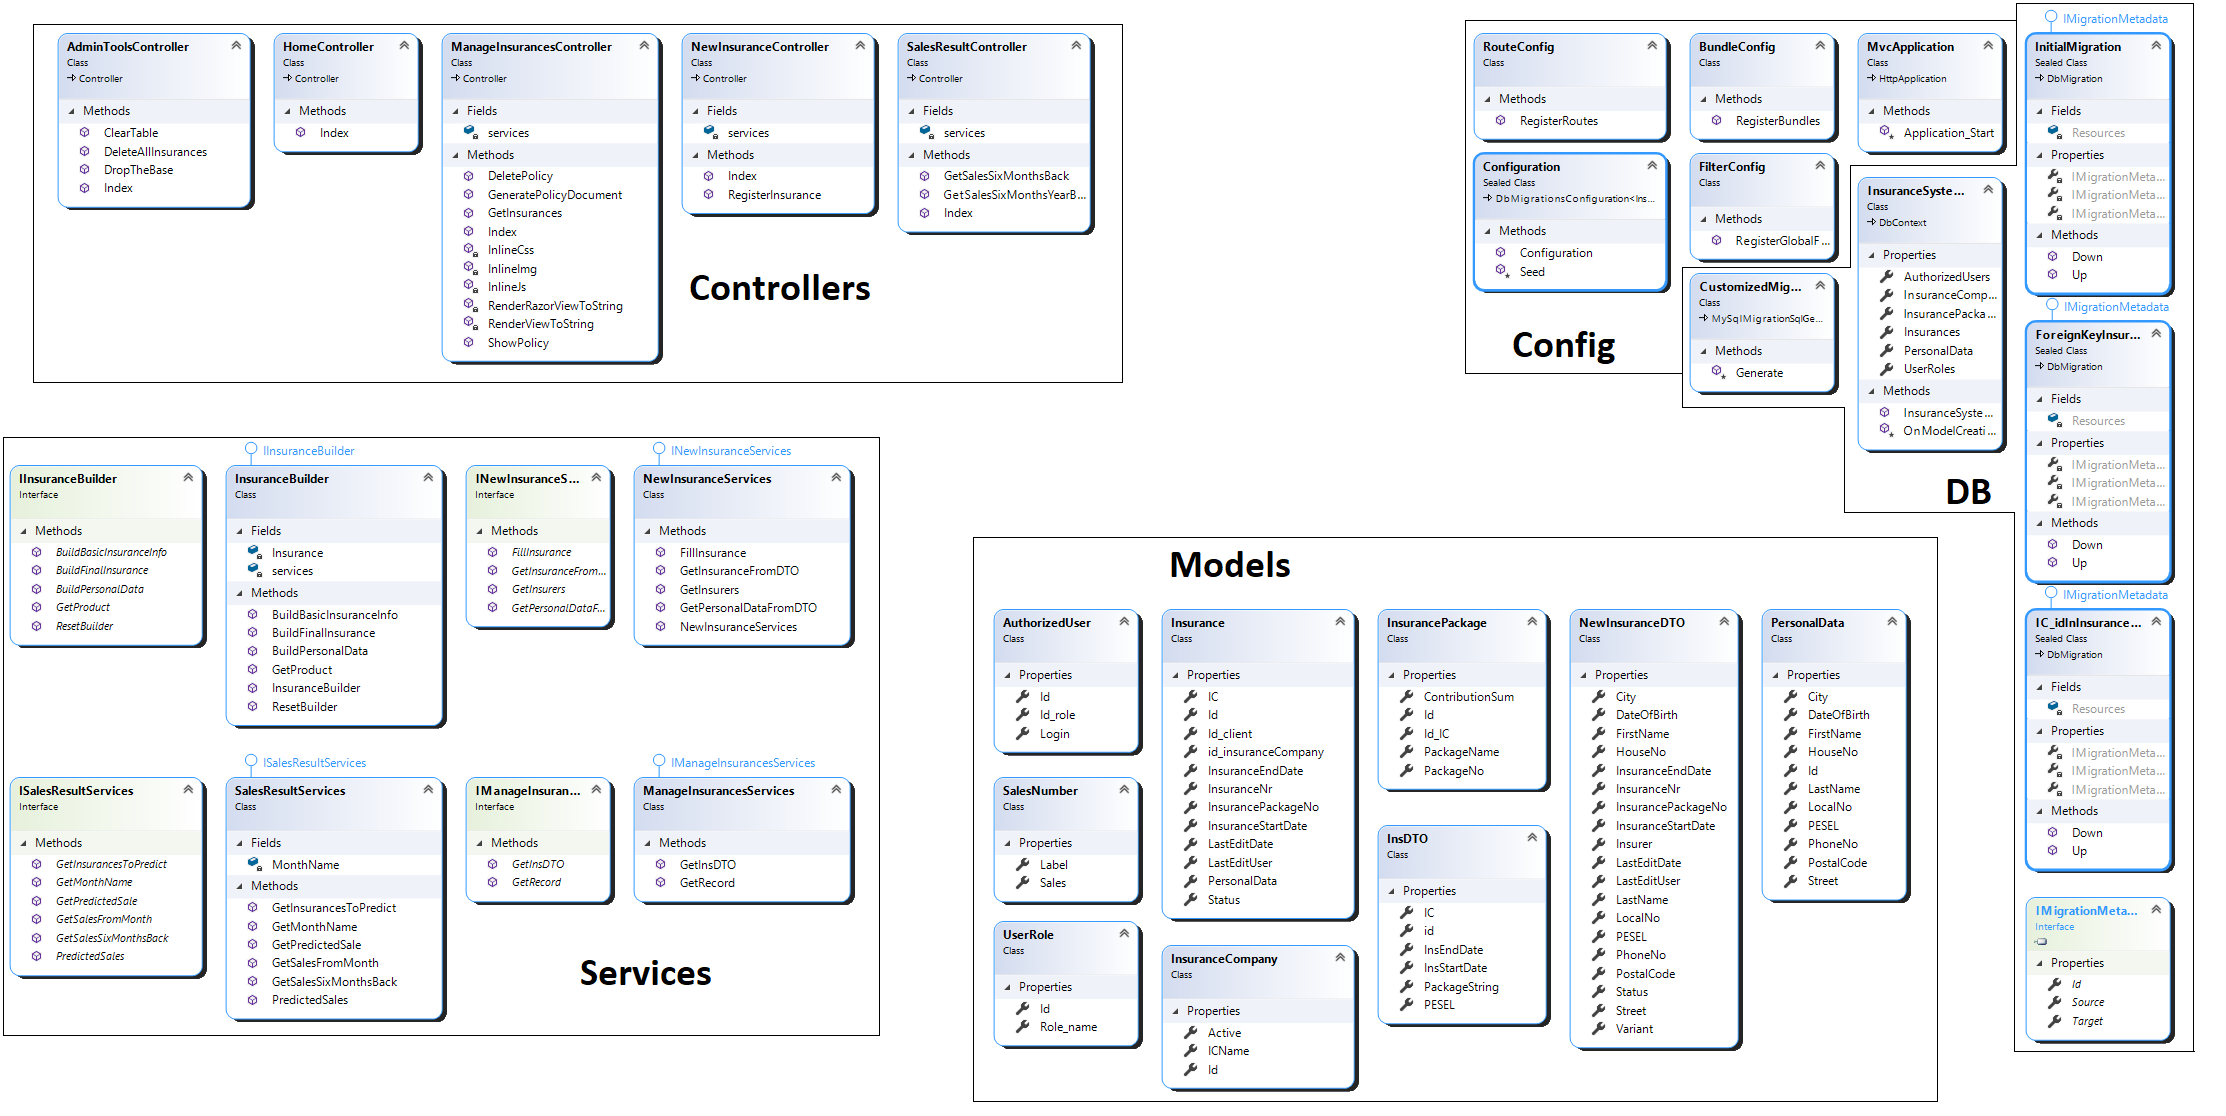 AdminToolsController
Class
Controller
Methods
ClearTable
DeleteAllInsurances
DropTheBase
Index
HomeController
Class
Controller
Methods
Index
ManageInsurancesController
Class
Controller
Fields
services
Methods
DeletePolicy
GeneratePolicyDocument
GetInsurances
Index
InlineCss
InlineImg
InlineJs
RenderRazorViewToString
RenderViewToString
ShowPolicy
NewInsuranceController
Class
Controller
Fields
services
Methods
Index
RegisterInsurance
SalesResultController
Class
Controller
Fields
services
Methods
GetSalesSixMonthsBack
GetSalesSixMonthsYearB...
Index
Controllers
RouteConfig
Class
Methods
RegisterRoutes
BundleConfig
Class
Methods
RegisterBundles
MvcApplication
Class
HttpApplication
Methods
Application_Start
Configuration
Sealed Class
DbMigrationsConfiguration<Ins...
Methods
Configuration
Seed
FilterConfig
Class
Methods
RegisterGlobalF...
Config
CustomizedMig...
Class
MySqlMigrationSqlGe...
Methods
Generate
InsuranceSyste...
Class
DbContext
Properties
AuthorizedUsers
InsuranceComp...
InsurancePacka...
Insurances
PersonalData
UserRoles
Methods
InsuranceSyste...
OnModelCreati...
DB
IMigrationMetadata
InitialMigration
Sealed Class
DbMigration
Fields
Resources
Properties
IMigrationMeta...
IMigrationMeta...
IMigrationMeta...
Methods
Down
Up
IMigrationMetadata
ForeignKeyInsur...
Sealed Class
DbMigration
Fields
Resources
Properties
IMigrationMeta...
IMigrationMeta...
IMigrationMeta...
Methods
Down
Up
IMigrationMetadata
IC_idInInsurance...
Sealed Class
DbMigration
Fields
Resources
Properties
IMigrationMeta...
IMigrationMeta...
IMigrationMeta...
Methods
Down
Up
IMigrationMeta...
Interface
Properties
Id
Source
Target
IInsuranceBuilder
Interface
Methods
BuildBasicInsuranceInfo
BuildFinalInsurance
BuildPersonalData
GetProduct
ResetBuilder
IInsuranceBuilder
InsuranceBuilder
Class
Fields
Insurance
services
Methods
BuildBasicInsuranceInfo
BuildFinalInsurance
BuildPersonalData
GetProduct
InsuranceBuilder
ResetBuilder
INewInsuranceS...
Interface
Methods
FillInsurance
GetInsuranceFrom...
GetInsurers
GetPersonalDataF...
INewInsuranceServices
NewInsuranceServices
Class
Methods
FillInsurance
GetInsuranceFromDTO
GetInsurers
GetPersonalDataFromDTO
NewInsuranceServices
ISalesResultServices
Interface
Methods
GetInsurancesToPredict
GetMonthName
GetPredictedSale
GetSalesFromMonth
GetSalesSixMonthsBack
PredictedSales
ISalesResultServices
SalesResultServices
Class
Fields
MonthName
Methods
GetInsurancesToPredict
GetMonthName
GetPredictedSale
GetSalesFromMonth
GetSalesSixMonthsBack
PredictedSales
IManageInsuran...
Interface
Methods
GetInsDTO
GetRecord
IManageInsurancesServices
ManageInsurancesServices
Class
Methods
GetInsDTO
GetRecord
Services
Models
AuthorizedUser
Class
Properties
Id
Id_role
Login
SalesNumber
Class
Properties
Label
Sales
UserRole
Class
Properties
Id
Role_name
Insurance
Class
Properties
IC
Id
Id_client
id_insuranceCompany
InsuranceEndDate
InsuranceNr
InsurancePackageNo
InsuranceStartDate
LastEditDate
LastEditUser
PersonalData
Status
InsuranceCompany
Class
Properties
Active
ICName
Id
InsurancePackage
Class
Properties
ContributionSum
Id
Id_IC
PackageName
PackageNo
InsDTO
Class
Properties
IC
id
InsEndDate
InsStartDate
PackageString
PESEL
NewInsuranceDTO
Class
Properties
City
DateOfBirth
FirstName
HouseNo
InsuranceEndDate
InsuranceNr
InsurancePackageNo
InsuranceStartDate
Insurer
LastEditDate
LastEditUser
LastName
LocalNo
PESEL
PhoneNo
PostalCode
Status
Street
Variant
PersonalData
Class
Properties
City
DateOfBirth
FirstName
HouseNo
Id
LastName
LocalNo
PESEL
PhoneNo
PostalCode
Street